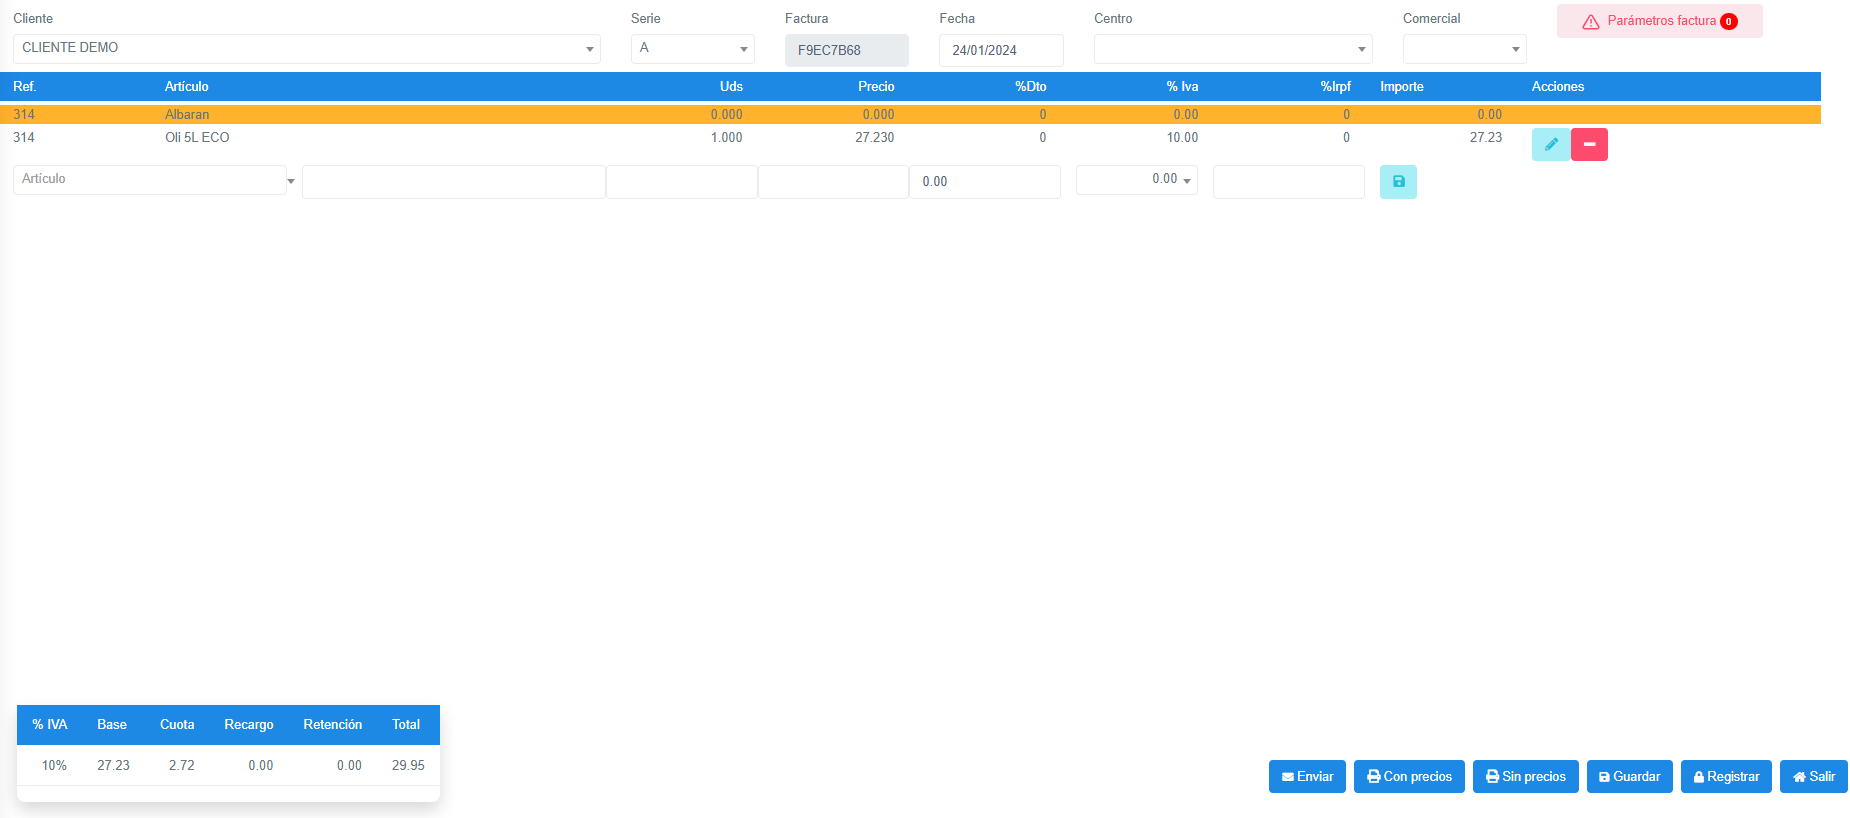 Cliente Serie Factura Fecha Centro Comercial Parámetros factura 0
CLIENTE DEMO A F9EC7B68 24/01/2024
Ref. Artículo Uds Precio %Dto % Iva %Irpf Importe Acciones
314 Albaran 0.000 0.000 0 0.00 0 0.00
314 Oli 5L ECO 1.000 27.230 0 10.00 0 27.23
Artículo 0.00 0.00
% IVA Base Cuota Recargo Retención Total
10% 27.23 2.72 0.00 0.00 29.95
Enviar Con precios Sin precios Guardar Registrar Salir